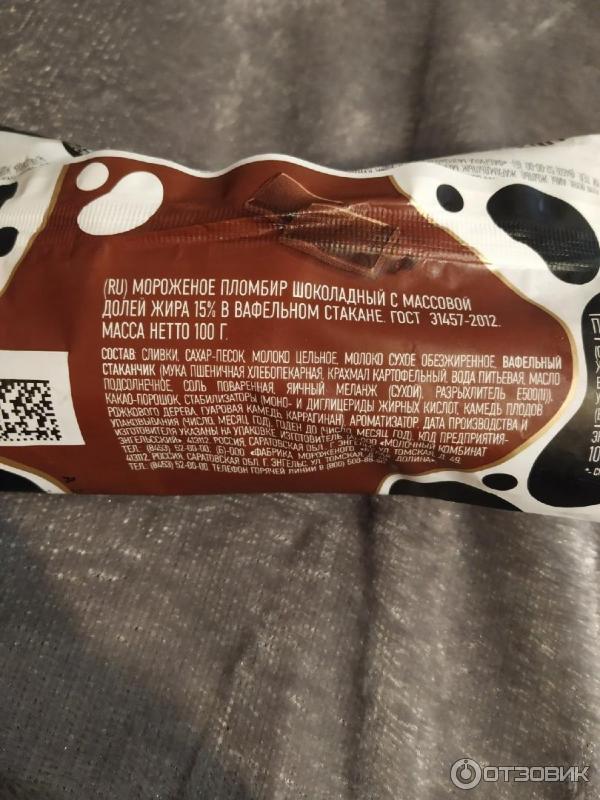 (RU) МОРОЖЕНОЕ ПЛОМБИР ШОКОЛАДНЫЙ С МАССОВОЙ
ДОЛЕЙ ЖИРА 15% В ВАФЕЛЬНОМ СТАКАНЕ. ГОСТ 31457-2012.
МАССА НЕТТО 100 Г.
СОСТАВ: СЛИВКИ, САХАР-ПЕСОК, МОЛОКО ЦЕЛЬНОЕ, МОЛОКО СУХОЕ ОБЕЗЖИРЕННОЕ, ВАФЕЛЬНЫЙ
СТАКАНЧИК (МУКА ПШЕНИЧНАЯ ХЛЕБОПЕКАРНАЯ, КРАХМАЛ КАРТОФЕЛЬНЫЙ, ВОДА ПИТЬЕВАЯ, МАСЛО
ПОДСОЛНЕЧНОЕ, СОЛЬ ПОВАРЕННАЯ, ЯИЧНЫЙ МЕЛАНЖ (СУХОЙ), РАЗРЫХЛИТЕЛЬ Е500(II)),
КАКАО-ПОРОШОК, СТАБИЛИЗАТОРЫ (МОНО- И ДИГЛИЦЕРИДЫ ЖИРНЫХ КИСЛОТ, КАМЕДЬ ПЛОДОВ
РОЖКОВОГО ДЕРЕВА, ГУАРОВАЯ КАМЕДЬ, КАРРАГИНАН), АРОМАТИЗАТОР. ДАТА ПРОИЗВОДСТВА И
УПАКОВЫВАНИЯ (ЧИСЛО, МЕСЯЦ, ГОД), ГОДЕН ДО (ЧИСЛО, МЕСЯЦ, ГОД), КОД ПРЕДПРИЯТИЯ-
ИЗГОТОВИТЕЛЯ УКАЗАНЫ НА УПАКОВКЕ. ИЗГОТОВИТЕЛЬ: «МОЛОЧНЫЙ КОМБИНАТ
ЭНГЕЛЬССКИЙ» 413112, РОССИЯ, САРАТОВСКАЯ ОБЛ., Г. ЭНГЕЛЬС, УЛ. ТОМСКАЯ,
ТЕЛ. (8453) 52-00-00, (Б)-ООО «ФАБРИКА МОРОЖЕНОГО ДОЛИНА»,
413112, РОССИЯ, САРАТОВСКАЯ ОБЛ., Г. ЭНГЕЛЬС, УЛ. ТОМСКАЯ, Д. 49,
ТЕЛ. (8453) 52-00-00 ТЕЛЕФОН ГОРЯЧЕЙ ЛИНИИ 8 (800)
ОТЗОВИК